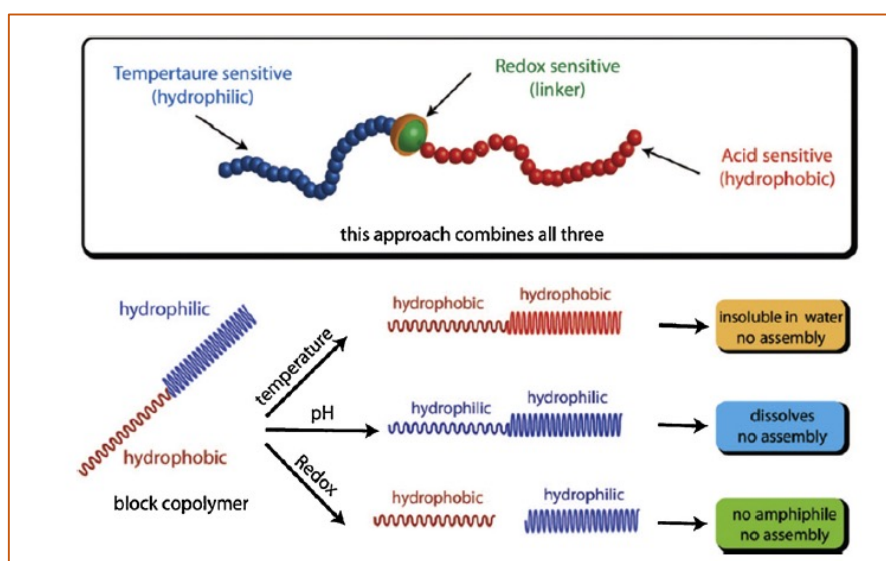 Tempertaure sensitive
(hydrophilic)
Redox sensitive
(linker)
Acid sensitive
(hydrophobic)
this approach combines all three
hydrophilic
hydrophobic
block copolymer
temperature
pH
Redox
hydrophobic
hydrophobic
insoluble in water
no assembly
hydrophilic
hydrophilic
dissolves
no assembly
hydrophobic
hydrophilic
no amphiphile
no assembly